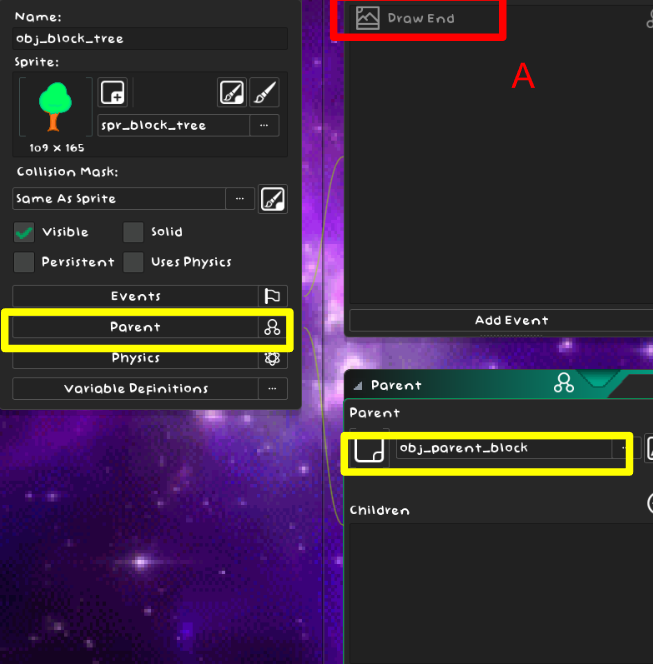 Name:
obj_block_tree
Sprite:
spr_block_tree
109 x 165
Collision Mask:
Same As Sprite
Visible
Solid
Persistent
Uses Physics
Events
Parent
Physics
Variable Definitions
Draw End
A
Add Event
Parent
Parent
obj_parent_block
Children